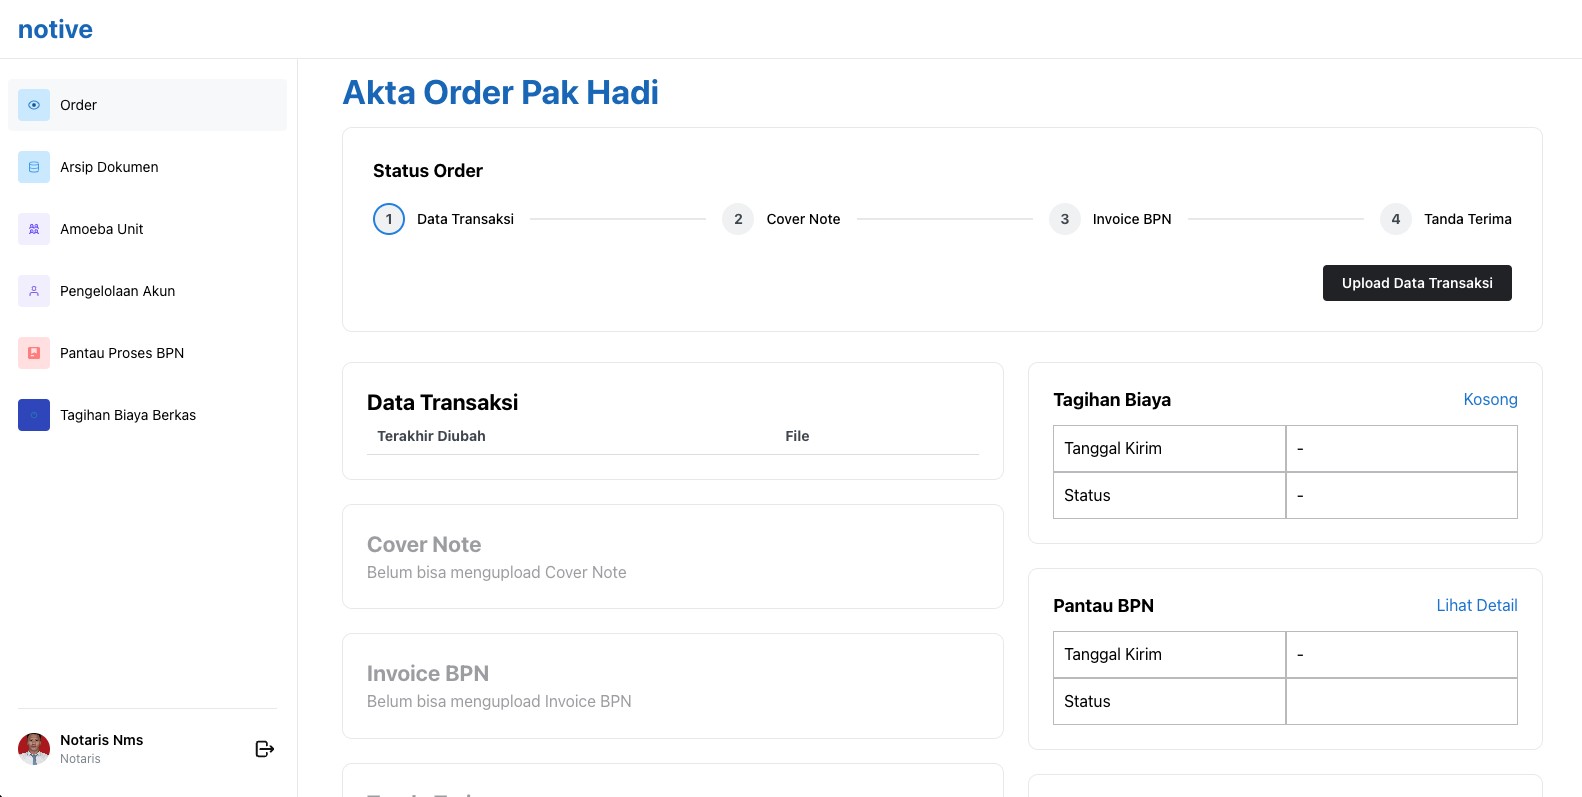 notive
Order
Arsip Dokumen
Amoeba Unit
Pengelolaan Akun
Pantau Proses BPN
Tagihan Biaya Berkas
Notaris Nms
Notaris
Akta Order Pak Hadi
Status Order
1 Data Transaksi 2 Cover Note 3 Invoice BPN 4 Tanda Terima
Upload Data Transaksi
Data Transaksi
Terakhir Diubah File
Cover Note
Belum bisa mengupload Cover Note
Invoice BPN
Belum bisa mengupload Invoice BPN
Tagihan Biaya Kosong
Tanggal Kirim -
Status -
Pantau BPN Lihat Detail
Tanggal Kirim -
Status